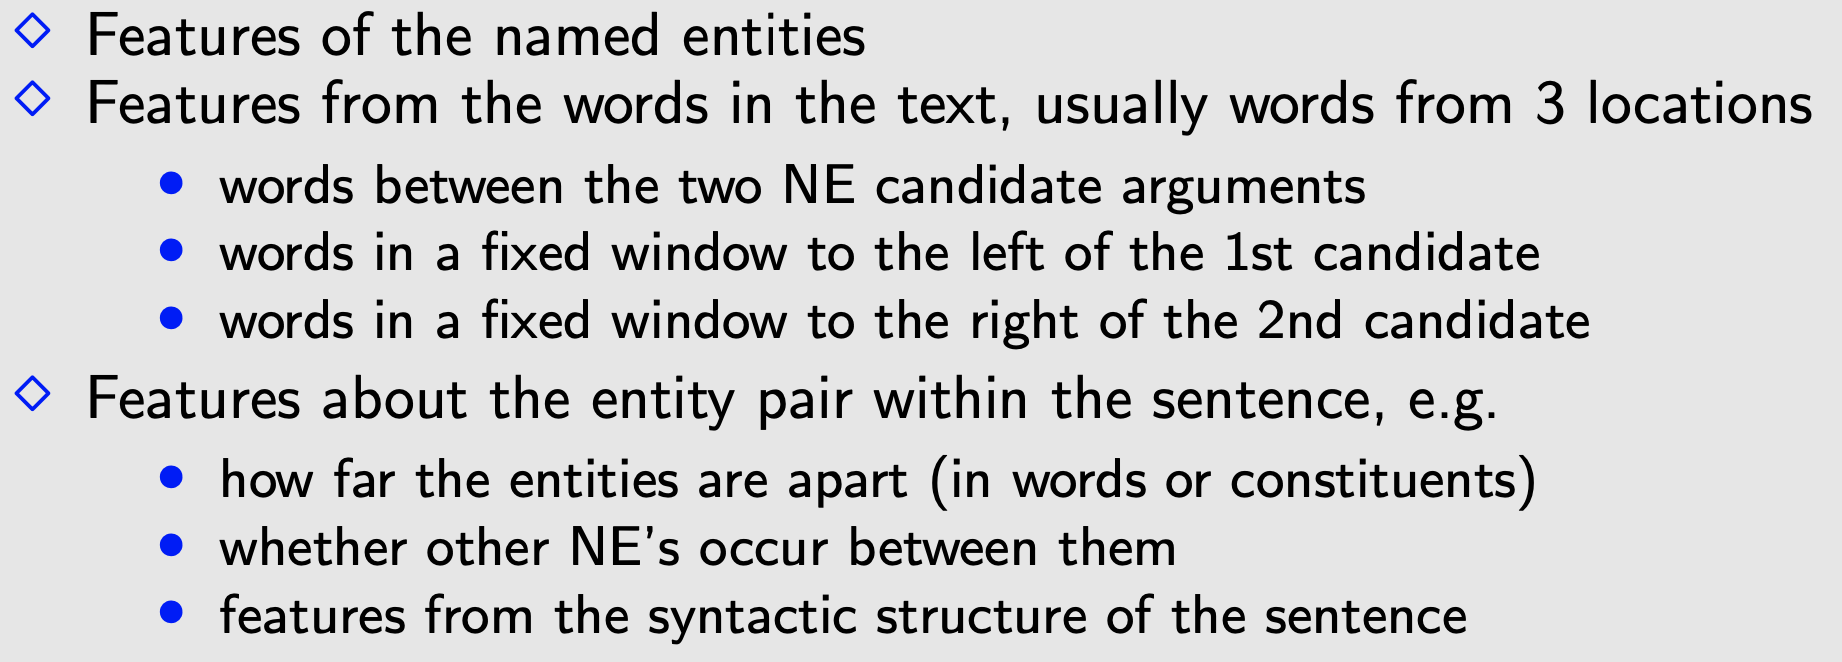 Features of the named entities
Features from the words in the text, usually words from 3 locations
words between the two NE candidate arguments
words in a fixed window to the left of the 1st candidate
words in a fixed window to the right of the 2nd candidate
Features about the entity pair within the sentence, e.g.
how far the entities are apart (in words or constituents)
whether other NE's occur between them
features from the syntactic structure of the sentence